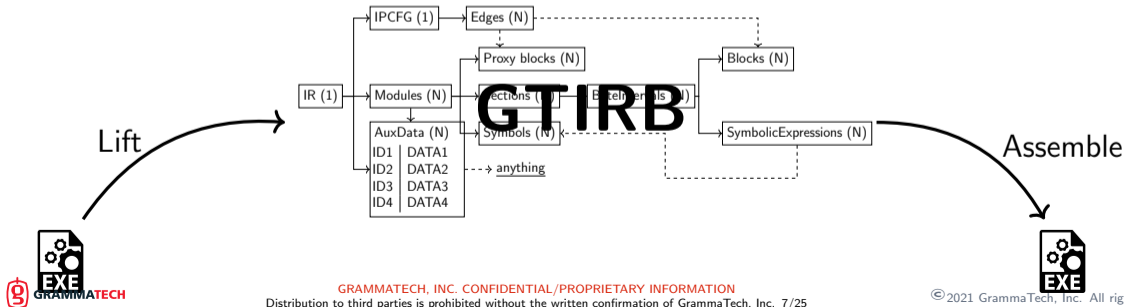 IPCFG (1)
Edges (N)
Proxy blocks (N)
Blocks (N)
IR (1)
Modules (N)
GTIRB
Symbols (N)
SymbolicExpressions (N)
AuxData (N)
ID1 DATA1
ID2 DATA2
ID3 DATA3
ID4 DATA4
anything
Lift
Assemble
EXE
EXE
GRAMMATECH
GRAMMATECH, INC. CONFIDENTIAL/PROPRIETARY INFORMATION
Distribution to third parties is prohibited without the written confirmation of GrammaTech, Inc. 7/25
©2021 GrammaTech, Inc. All rig